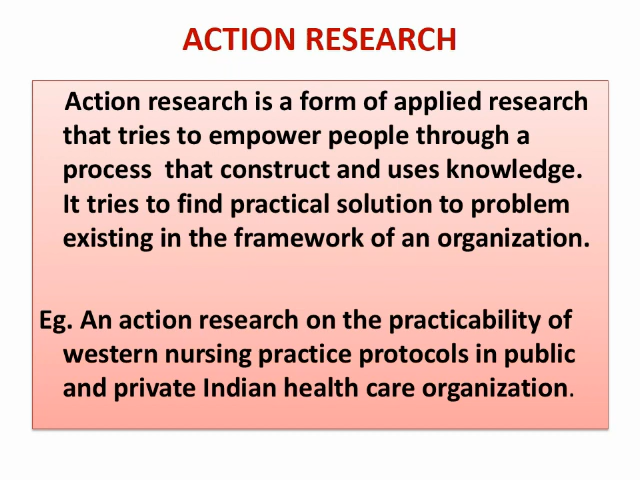 ACTION RESEARCH
Action research is a form of applied research
that tries to empower people through a
process that construct and uses knowledge.
It tries to find practical solution to problem
existing in the framework of an organization.
Eg. An action research on the practicability of
western nursing practice protocols in public
and private Indian health care organization.